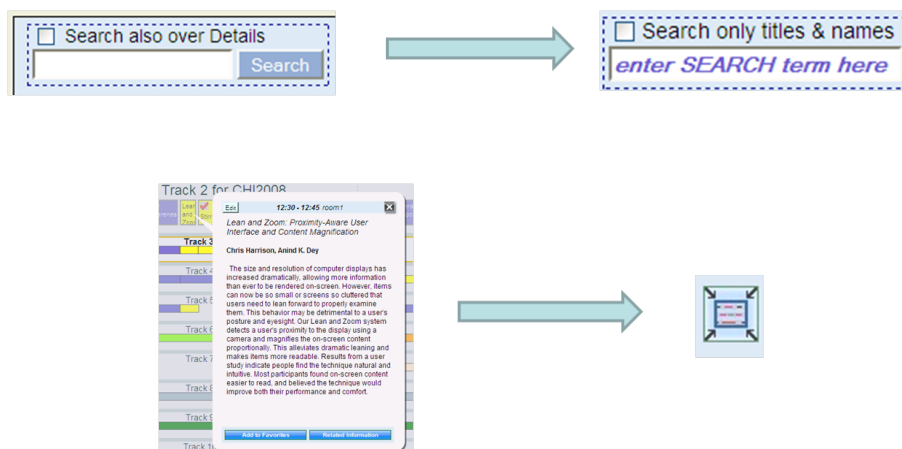 Search also over Details
Search
Search only titles & names
enter SEARCH term here
Track 2 for CHI2008
Lean
and
Zoom
Edit
12:30 - 12:45 room1
Lean and Zoom: Proximity-Aware User
Interface and Content Magnification
Chris Harrison, Anind K. Dey
The size and resolution of computer displays has
increased dramatically, allowing more information
than ever to be rendered on-screen. However, items
can now be so small or screens so cluttered that
users need to lean forward to properly examine
them. This behavior may be detrimental to a user's
posture and eyesight. Our Lean and Zoom system
detects a user's proximity to the display using a
camera and magnifies the on-screen content
proportionally. This alleviates dramatic leaning and
makes items more readable. Results from a user
study indicate people find the technique natural and
intuitive. Most participants found on-screen content
easier to read, and believed the technique would
improve both their performance and comfort.
Add to Favorites
Related Information
Track 3
Track 4
Track 5
Track 6
Track 7
Track 8
Track 9
Track 10